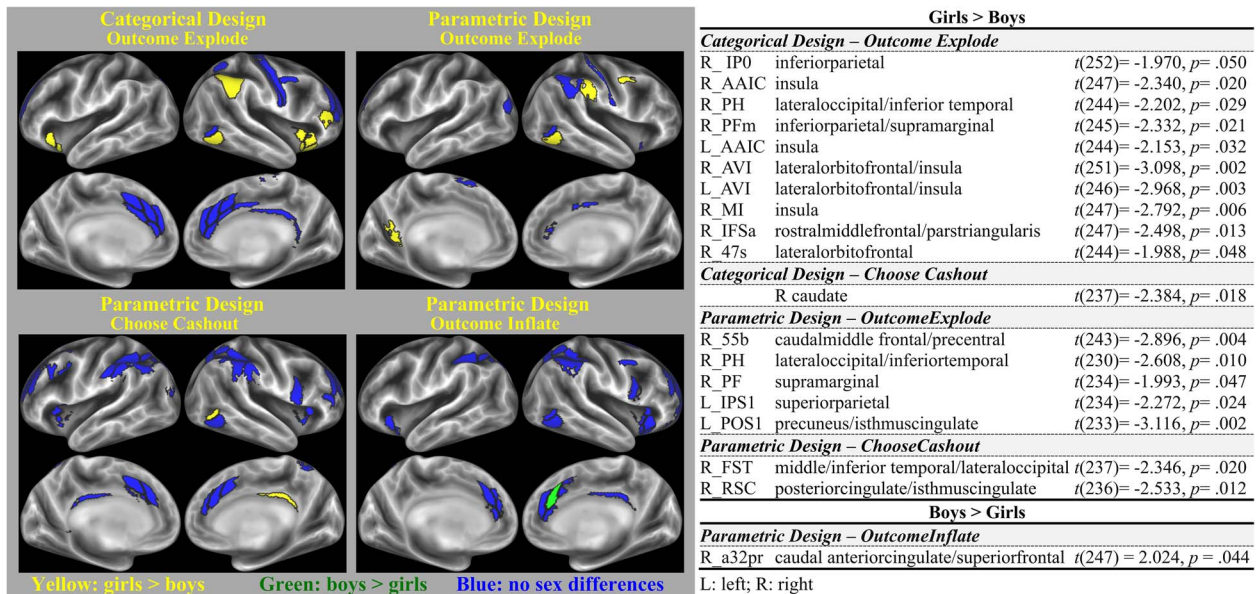 Categorical Design
Outcome Explode
Parametric Design
Outcome Explode
Parametric Design
Choose Cashout
Parametric Design
Outcome Inflate
Yellow: girls > boys Green: boys > girls Blue: no sex differences
Girls > Boys
Categorical Design – Outcome Explode
R_ IP0 inferiorparietal t(252)= -1.970, p= .050
R_AAIC insula t(247)= -2.340, p= .020
R_PH lateraloccipital/inferior temporal t(244)= -2.202, p= .029
R_PFm inferiorparietal/supramarginal t(245)= -2.332, p= .021
L_AAIC insula t(244)= -2.153, p= .032
R_AVI lateralorbitofrontal/insula t(251)= -3.098, p= .002
L_AVI lateralorbitofrontal/insula t(246)= -2.968, p= .003
R_MI insula t(247)= -2.792, p= .006
R_IFSa rostralmiddlefrontal/parstriangularis t(247)= -2.498, p= .013
R_47s lateralorbitofrontal t(244)= -1.988, p= .048
Categorical Design – Choose Cashout
R caudate t(237)= -2.384, p= .018
Parametric Design – OutcomeExplode
R_55b caudalmiddle frontal/precentral t(243)= -2.896, p= .004
R_PH lateraloccipital/inferiortemporal t(230)= -2.608, p= .010
R_PF supramarginal t(234)= -1.993, p= .047
L_IPS1 superiorparietal t(234)= -2.272, p= .024
L_POS1 precuneus/isthmuscingulate t(233)= -3.116, p= .002
Parametric Design – ChooseCashout
R_FST middle/inferior temporal/lateraloccipital t(237)= -2.346, p= .020
R_RSC posteriorcingulate/isthmuscingulate t(236)= -2.533, p= .012
Boys > Girls
Parametric Design – OutcomeInflate
R_a32pr caudal anteriorcingulate/superiorfrontal t(247) = 2.024, p= .044
L: left; R: right